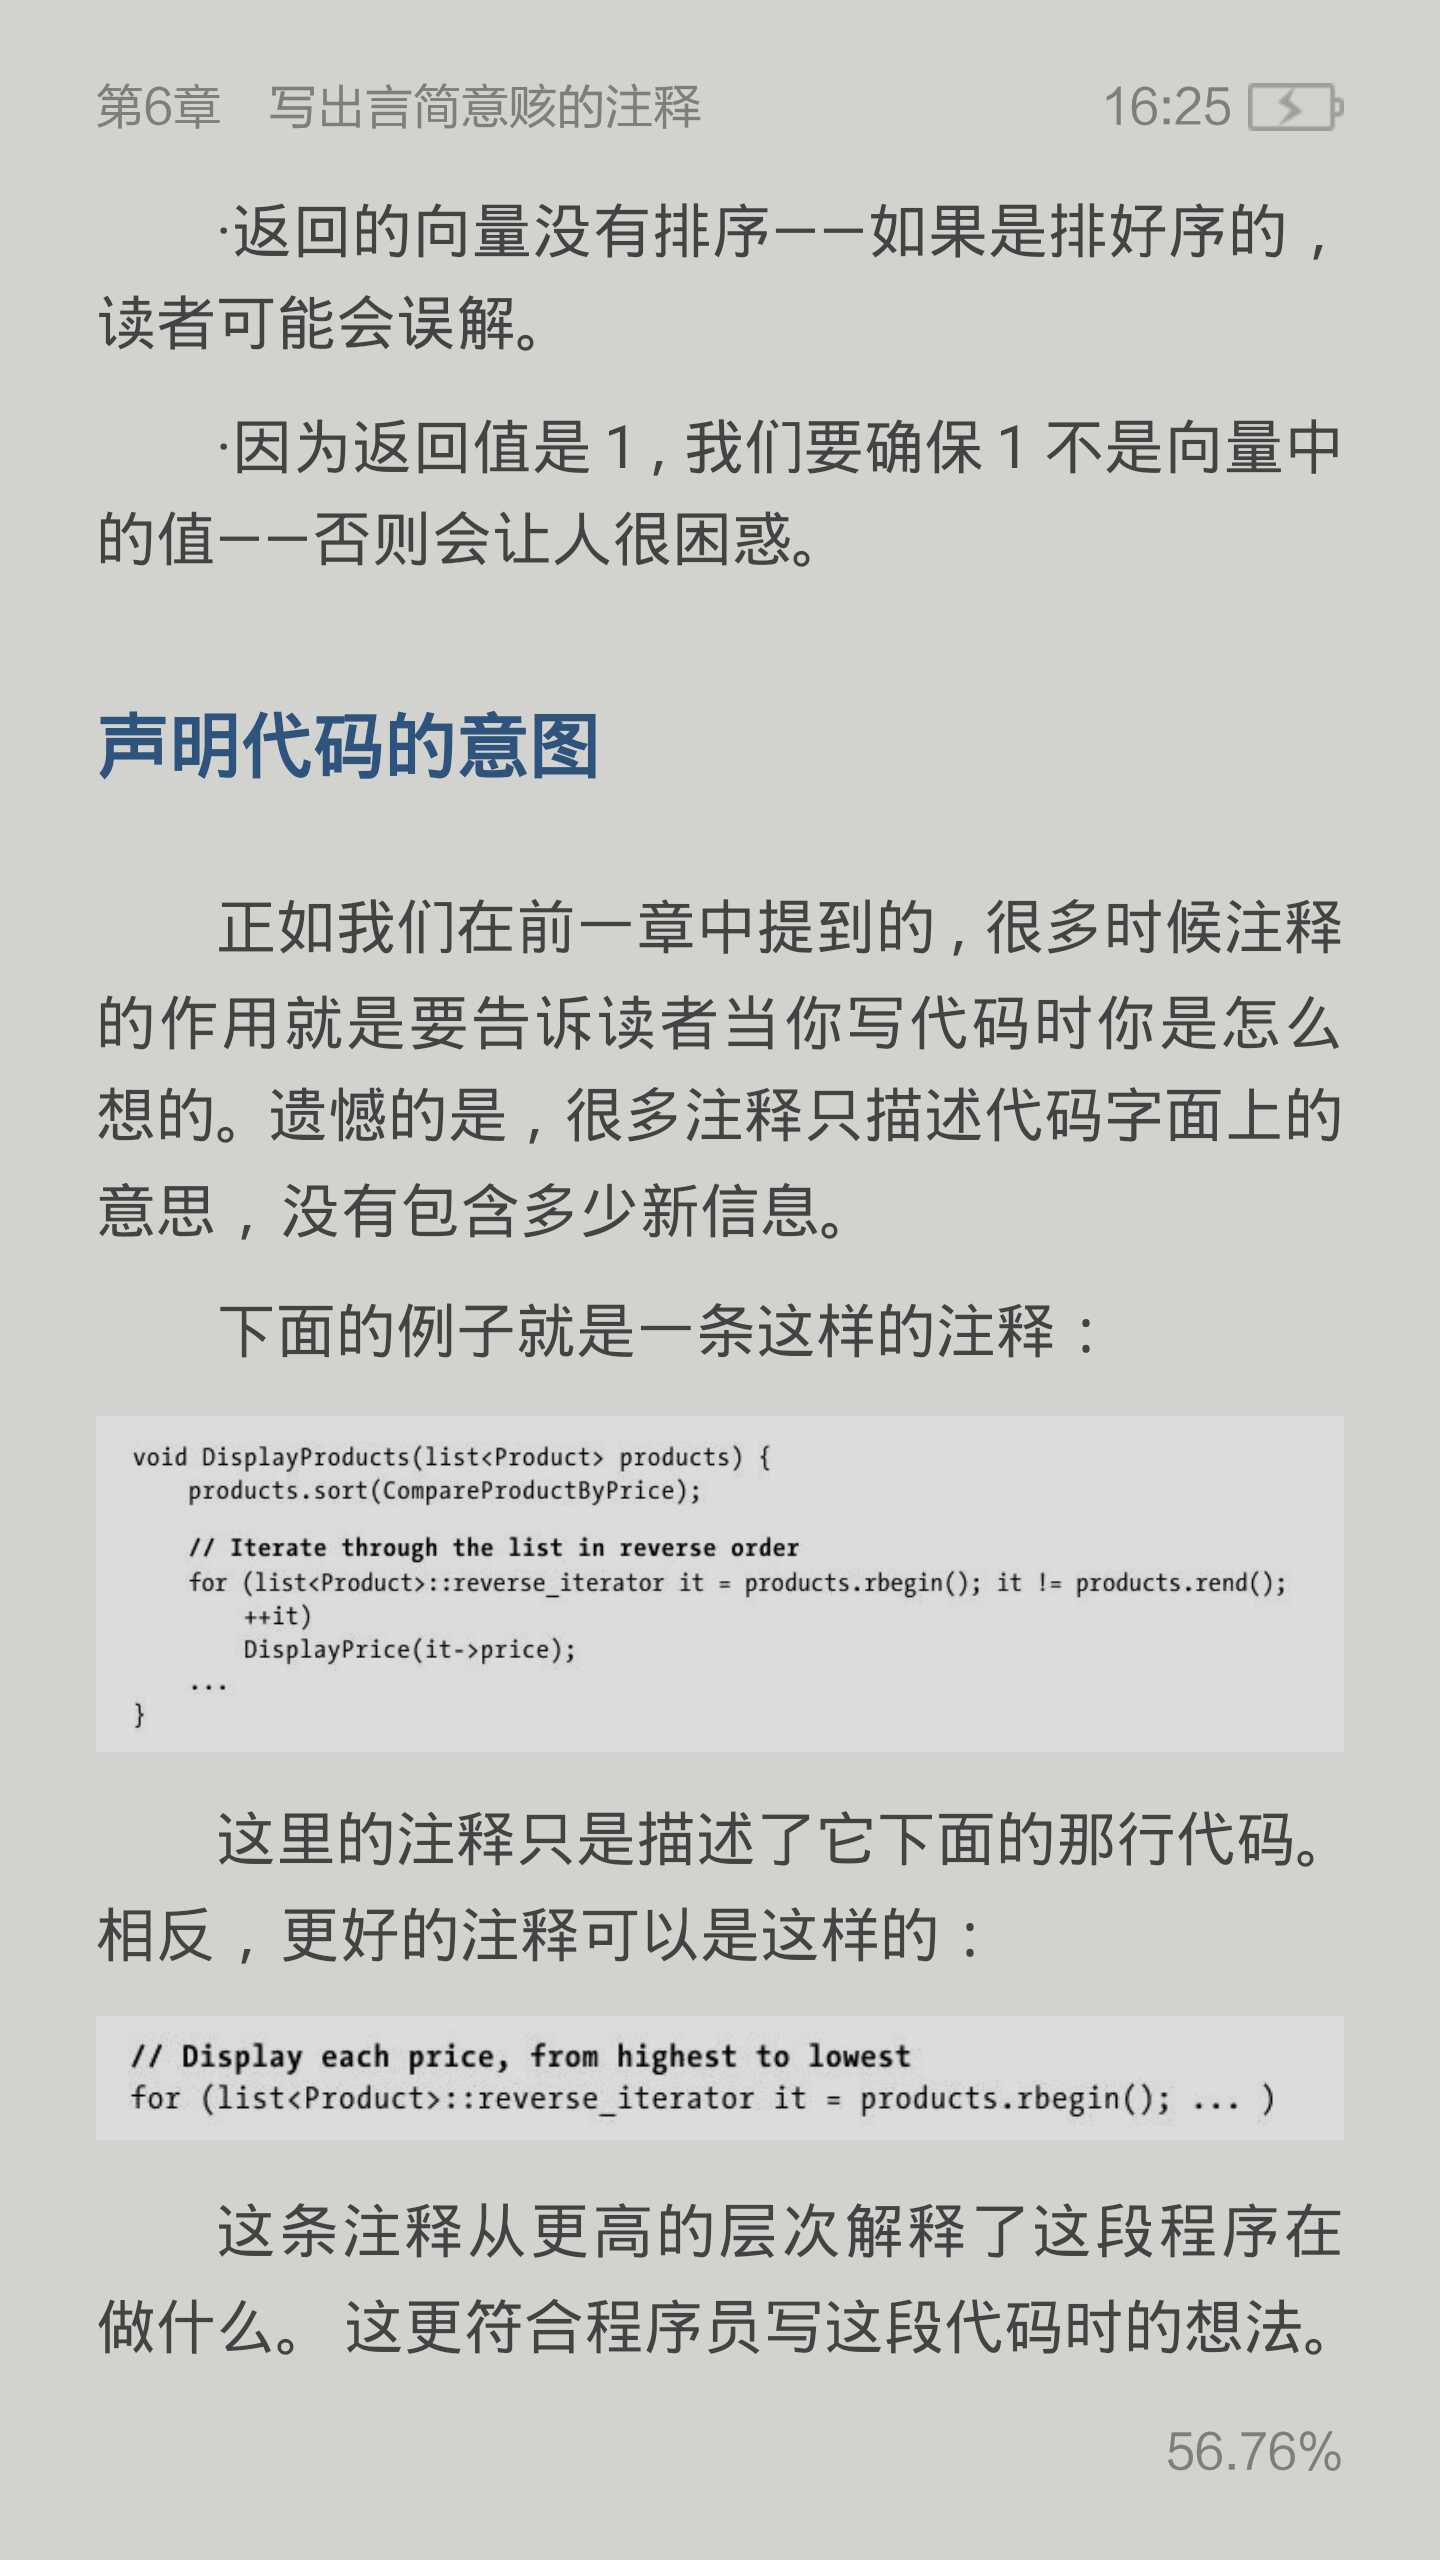 第6章　写出言简意赅的注释
16:25
·返回的向量没有排序——如果是排好序的，
读者可能会误解。
·因为返回值是1，我们要确保1不是向量中
的值——否则会让人很困惑。
声明代码的意图
正如我们在前一章中提到的，很多时候注释
的作用就是要告诉读者当你写代码时你是怎么
想的。遗憾的是，很多注释只描述代码字面上的
意思，没有包含多少新信息。
下面的例子就是一条这样的注释：
void DisplayProducts(list<Product> products) {
    products.sort(CompareProductByPrice);
    // Iterate through the list in reverse order
    for (list<Product>::reverse_iterator it = products.rbegin(); it != products.rend();
        ++it)
        DisplayPrice(it->price);
    ...
}
这里的注释只是描述了它下面的那行代码。
相反，更好的注释可以是这样的：
// Display each price, from highest to lowest
for (list<Product>::reverse_iterator it = products.rbegin(); ... )
这条注释从更高的层次解释了这段程序在
做什么。这更符合程序员写这段代码时的想法。
56.76%